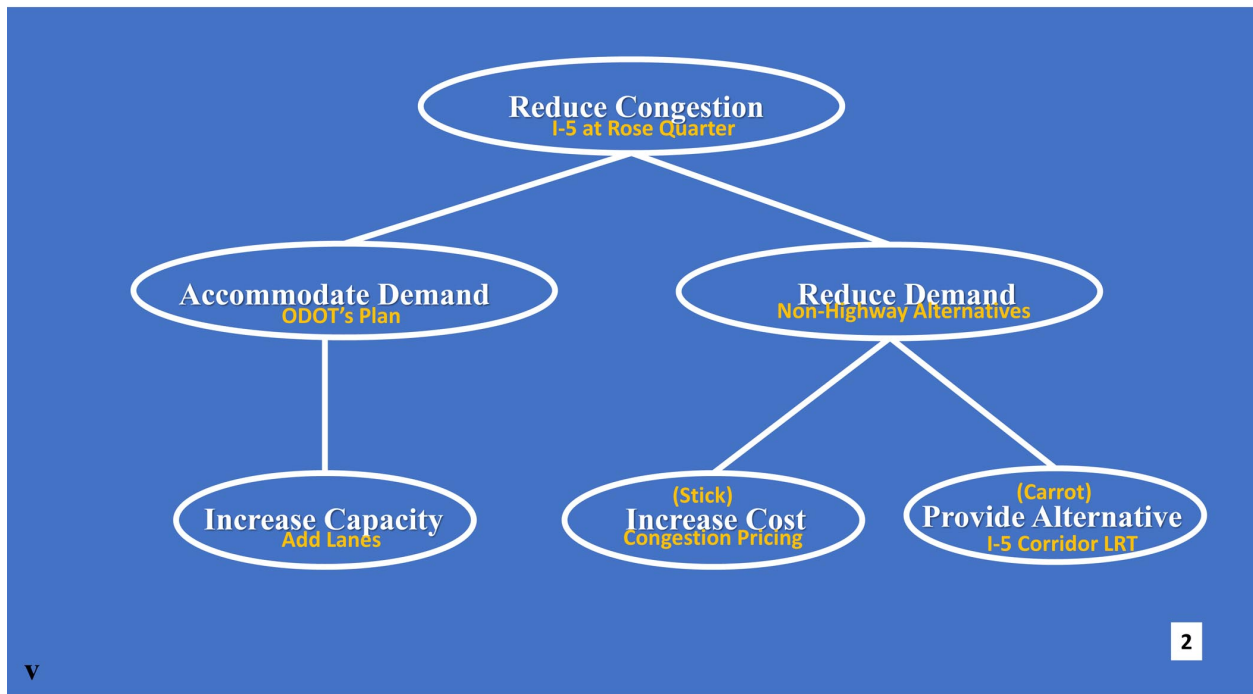 Reduce Congestion
I-5 at Rose Quarter
Accommodate Demand
ODOT’s Plan
Reduce Demand
Non-Highway Alternatives
Increase Capacity
Add Lanes
(Stick)
Increase Cost
Congestion Pricing
(Carrot)
Provide Alternative
I-5 Corridor LRT
2
v